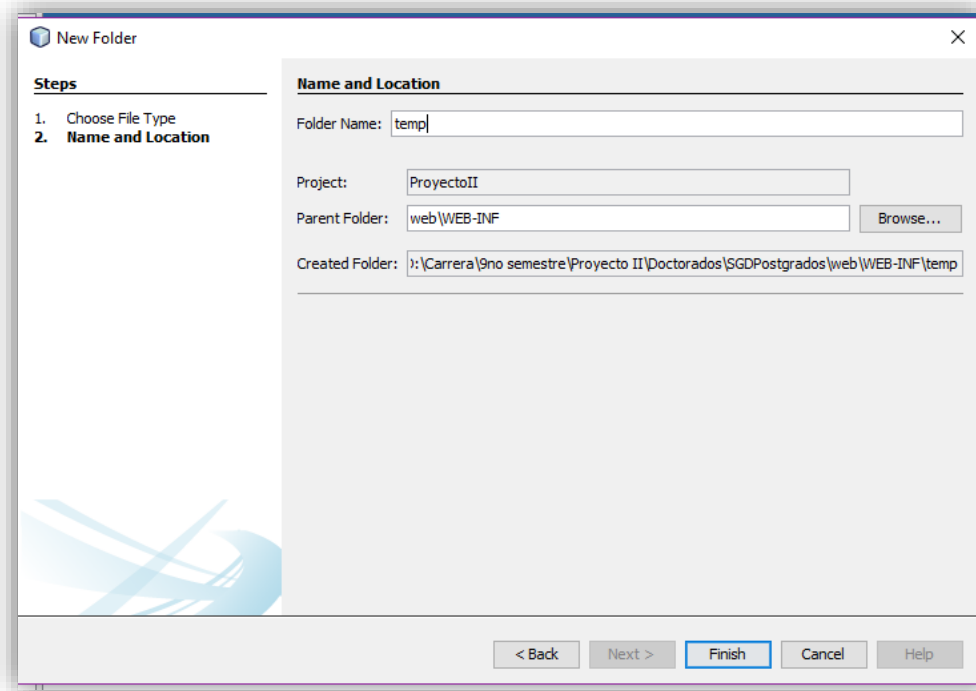 New Folder
Steps
1. Choose File Type
2. Name and Location
Name and Location
Folder Name: temp
Project: ProyectoII
Parent Folder: web\WEB-INF Browse...
Created Folder: :\Carrera\9no semestre\Proyecto II\Doctorados\SGDPostgrados\web\WEB-INF\temp
< Back Next > Finish Cancel Help